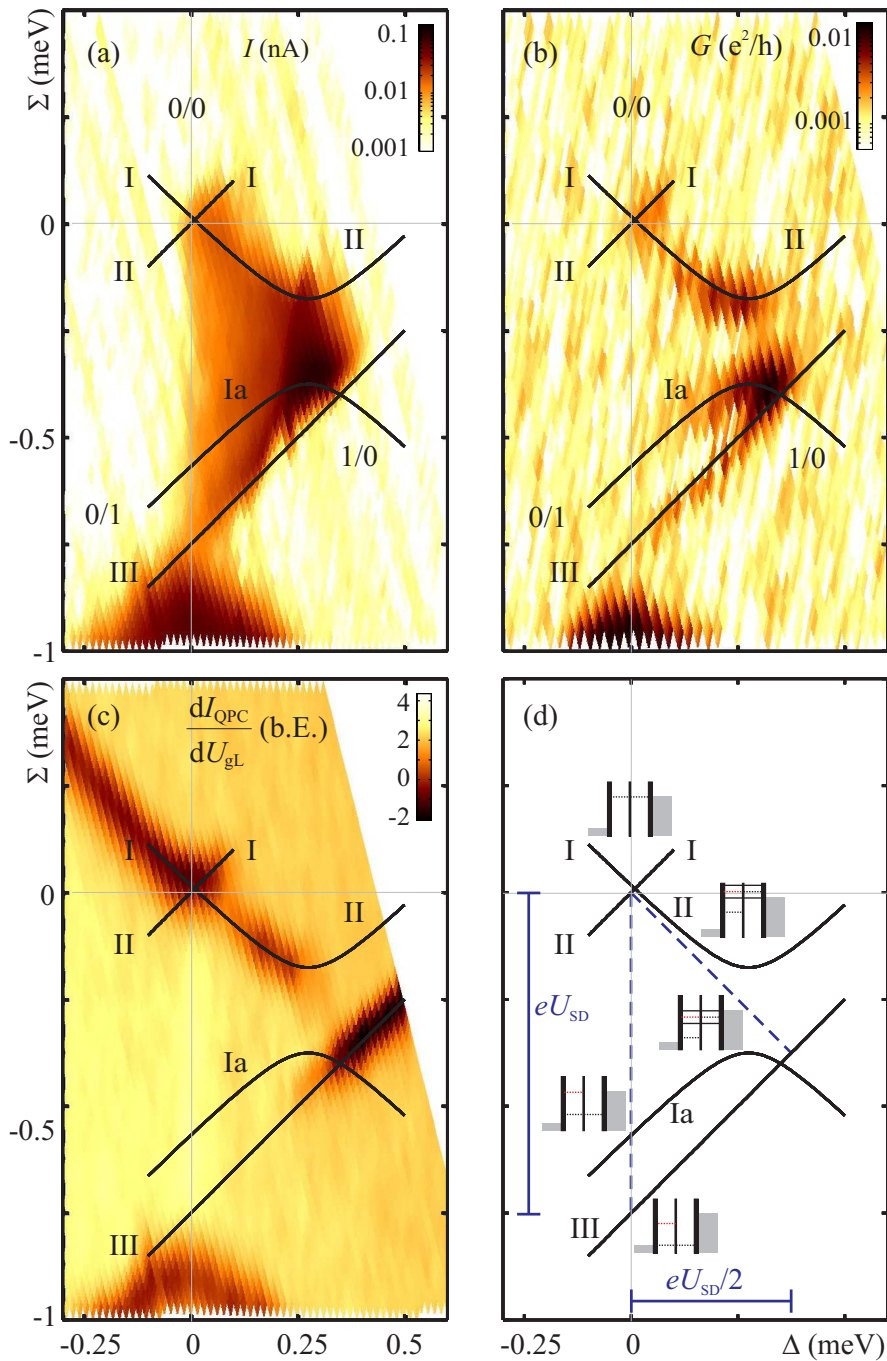 (a)
I (nA)
0.1
0.01
0.001
Σ (meV)
0/0
I
I
II
II
0
Ia
-0.5
1/0
0/1
III
-1
(b)
G (e²/h)
0.01
0.001
0/0
I
I
II
II
Ia
1/0
0/1
III
(c)
dI_QPC
dU_gL
(b.E.)
4
2
0
-2
Σ (meV)
I
I
II
II
0
Ia
-0.5
III
-1
-0.25
0
0.25
0.5
(d)
I
I
II
II
eU_SD
Ia
III
eU_SD/2
-0.25
0
Δ (meV)